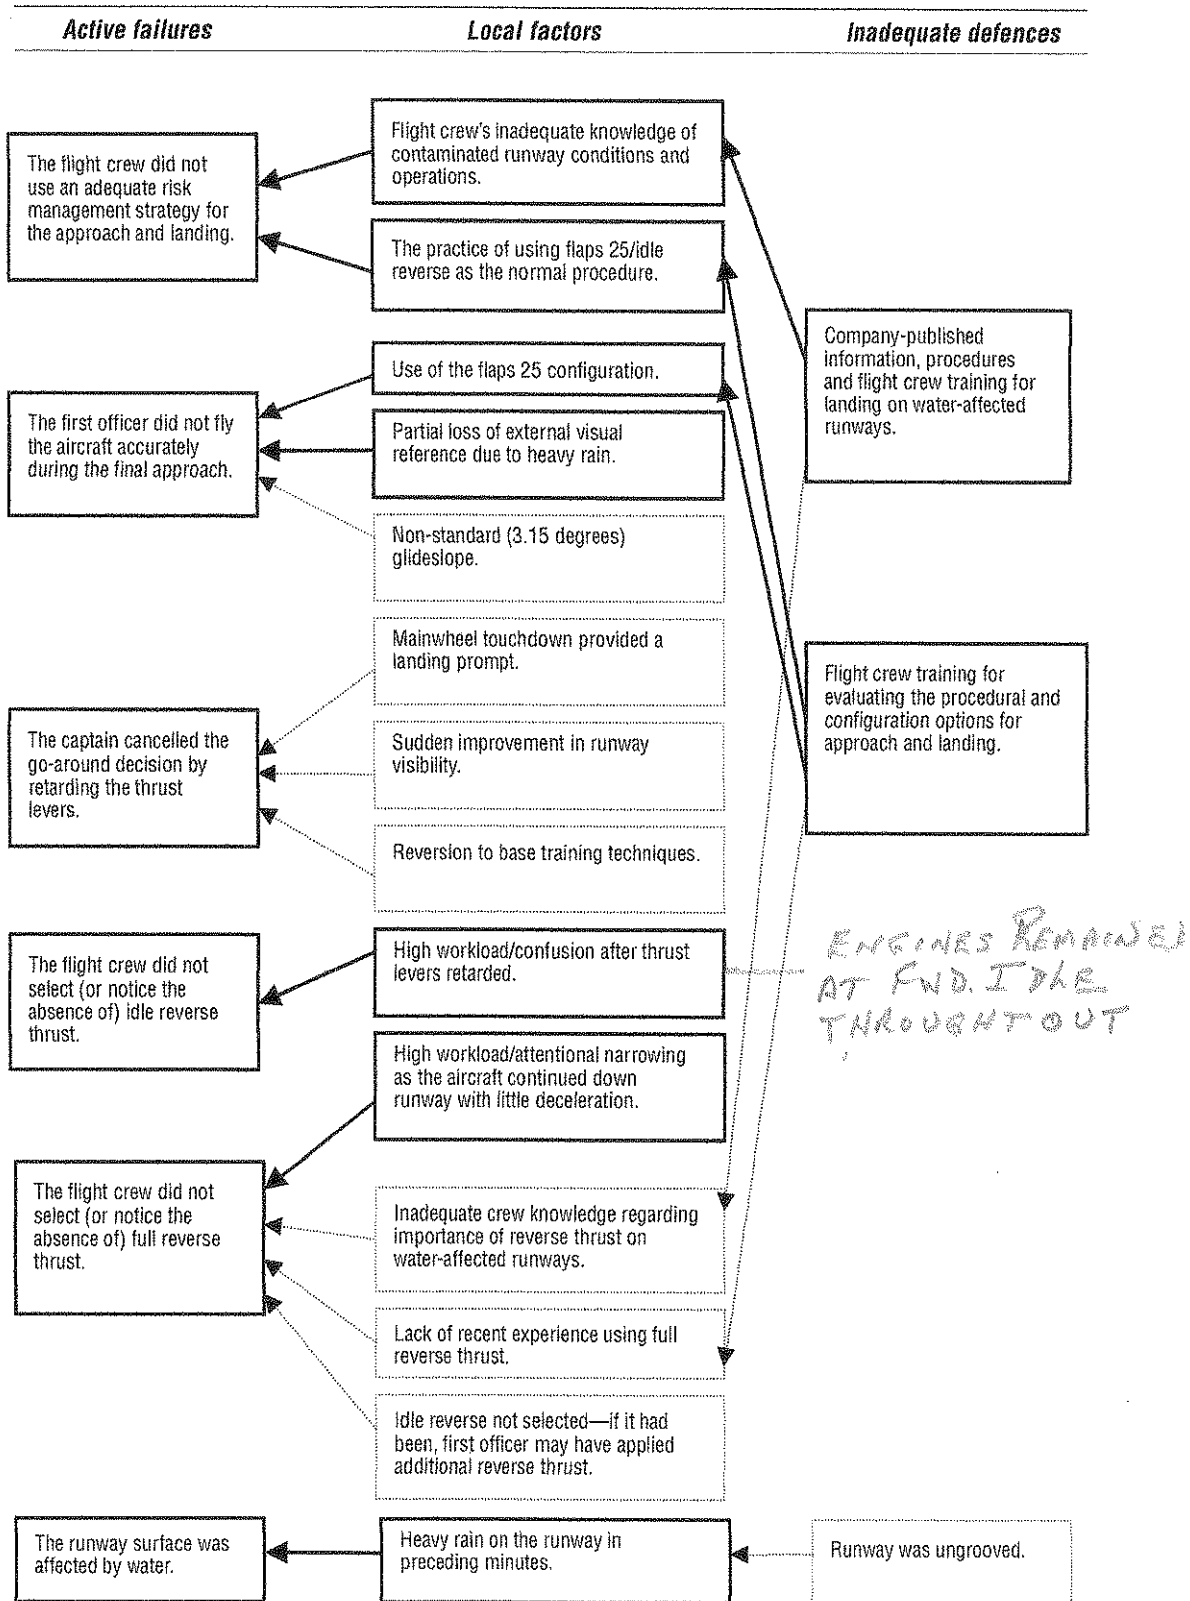 Active failures
Local factors
Inadequate defences
The flight crew did not
use an adequate risk
management strategy for
the approach and landing.
Flight crew's inadequate knowledge of
contaminated runway conditions and
operations.
The practice of using flaps 25/idle
reverse as the normal procedure.
Company-published
information, procedures
and flight crew training for
landing on water-affected
runways.
The first officer did not fly
the aircraft accurately
during the final approach.
Use of the flaps 25 configuration.
Partial loss of external visual
reference due to heavy rain.
Non-standard (3.15 degrees)
glideslope.
Flight crew training for
evaluating the procedural and
configuration options for
approach and landing.
The captain cancelled the
go-around decision by
retarding the thrust
levers.
Mainwheel touchdown provided a
landing prompt.
Sudden improvement in runway
visibility.
Reversion to base training techniques.
The flight crew did not
select (or notice the
absence of) idle reverse
thrust.
High workload/confusion after thrust
levers retarded.
ENGINES REMAINED
AT FWD. IDLE
THROUGHTOUT
The flight crew did not
select (or notice the
absence of) full reverse
thrust.
High workload/attentional narrowing
as the aircraft continued down
runway with little deceleration.
Inadequate crew knowledge regarding
importance of reverse thrust on
water-affected runways.
Lack of recent experience using full
reverse thrust.
Idle reverse not selected—if it had
been, first officer may have applied
additional reverse thrust.
The runway surface was
affected by water.
Heavy rain on the runway in
preceding minutes.
Runway was ungrooved.